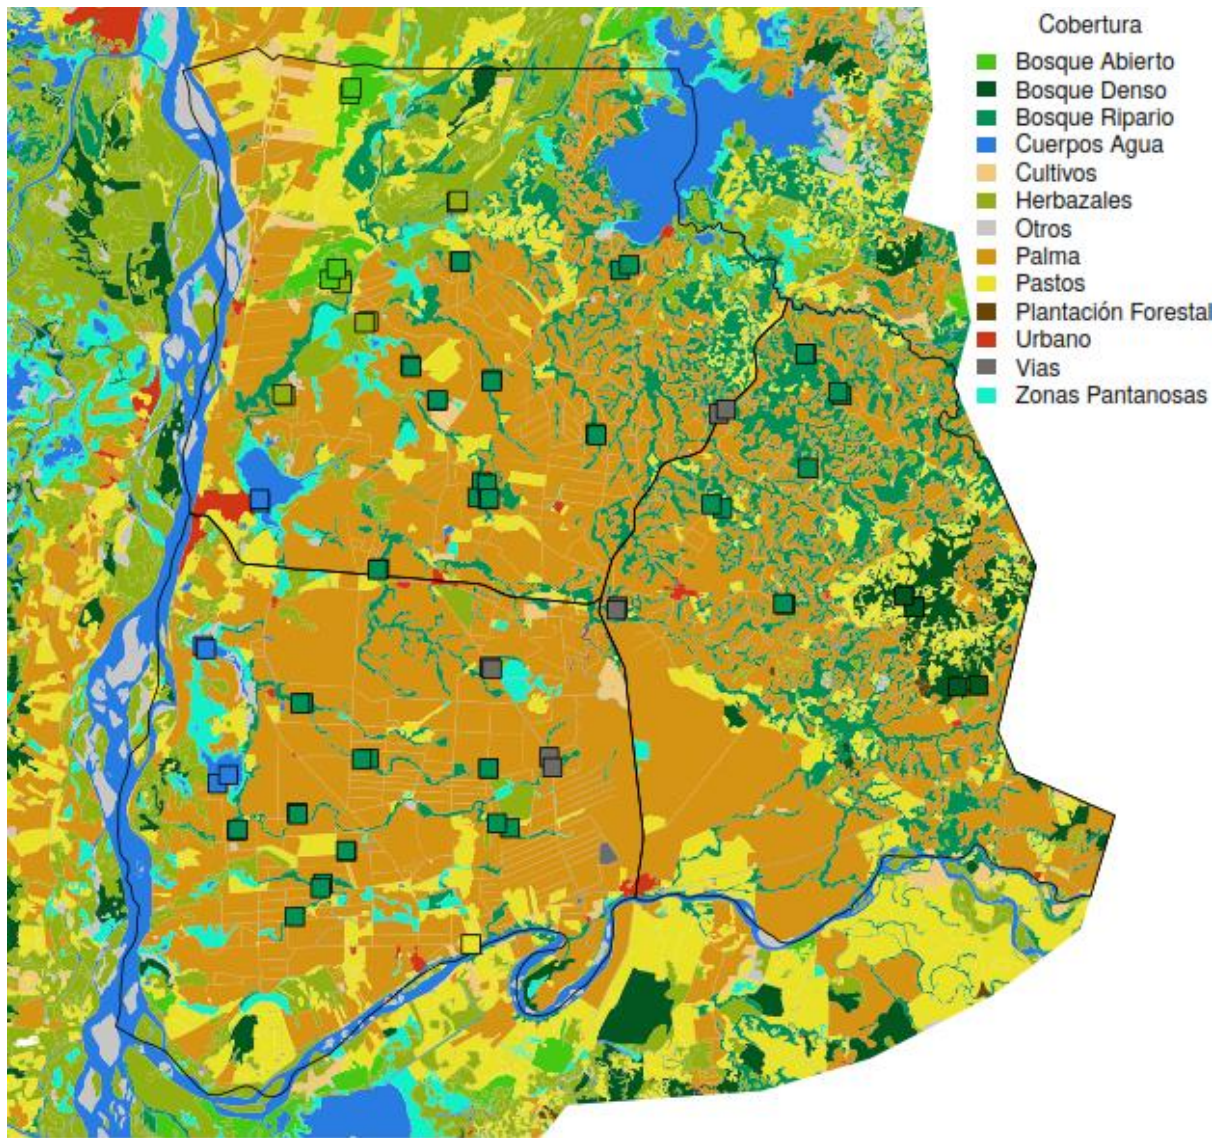 Cobertura
Bosque Abierto
Bosque Denso
Bosque Ripario
Cuerpos Agua
Cultivos
Herbazales
Otros
Palma
Pastos
Plantación Forestal
Urbano
Vias
Zonas Pantanosas